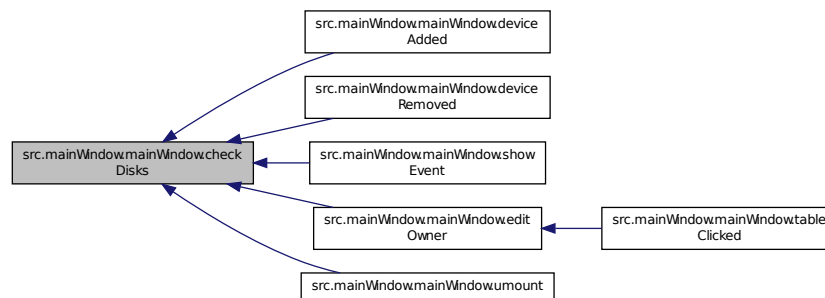 src.mainWindow.mainWindow.device
Added
src.mainWindow.mainWindow.device
Removed
src.mainWindow.mainWindow.check
Disks
src.mainWindow.mainWindow.show
Event
src.mainWindow.mainWindow.edit
Owner
src.mainWindow.mainWindow.table
Clicked
src.mainWindow.mainWindow.umount